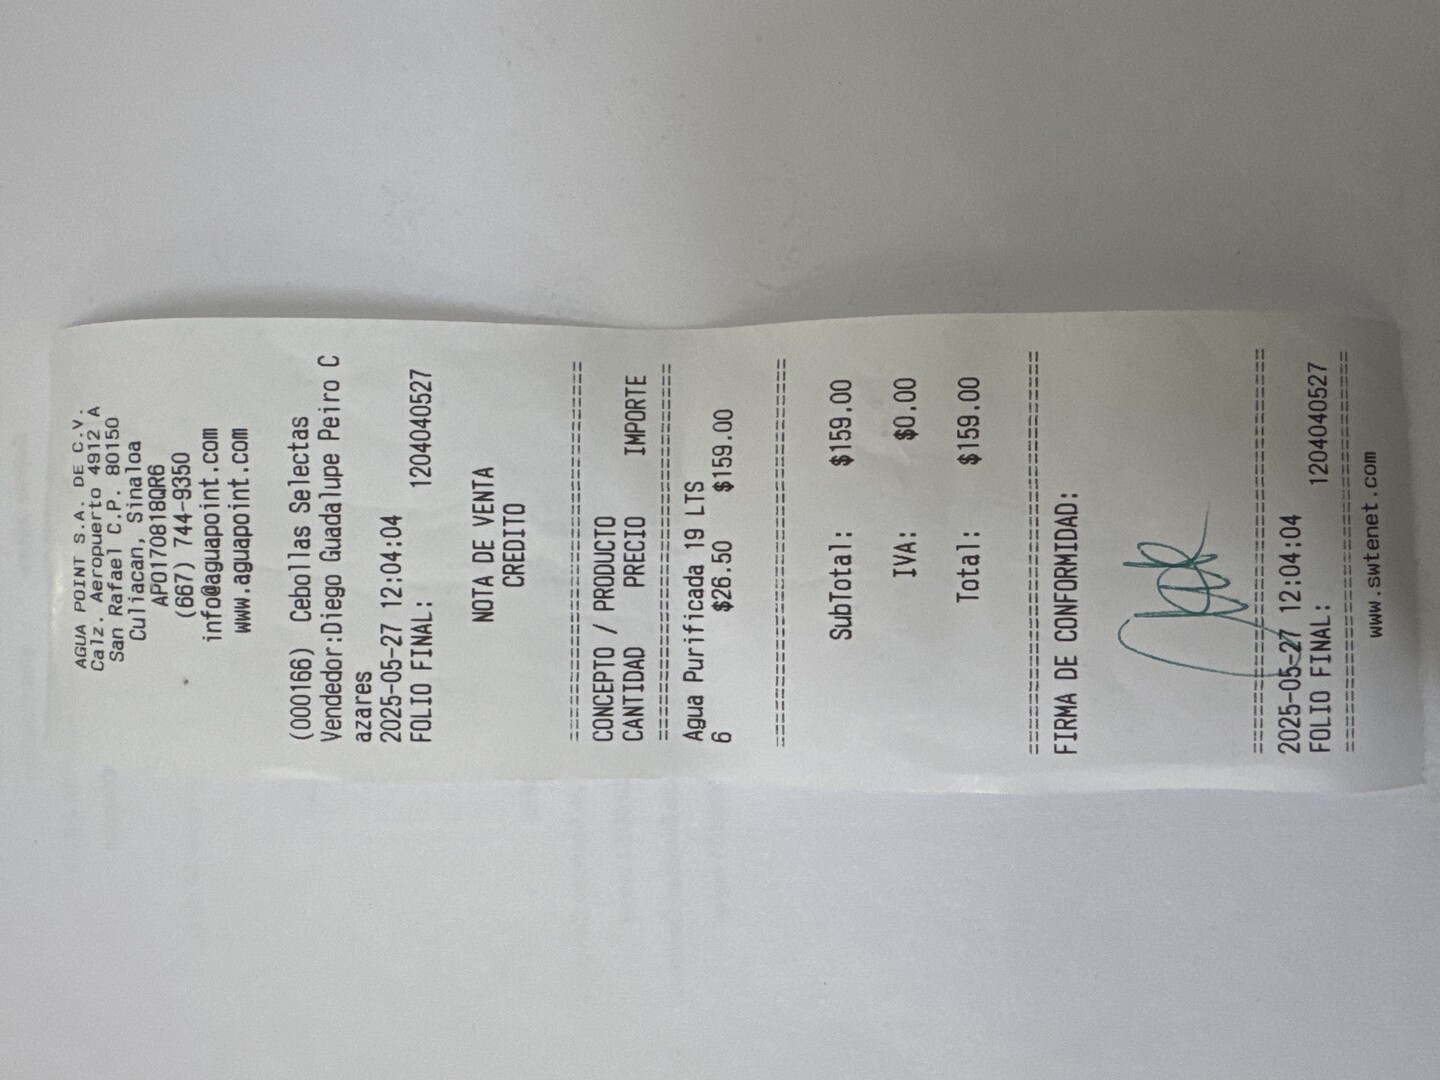 AGUA POINT S.A. DE C.V.
Calz. Aeropuerto 4912 A
San Rafael C.P. 80150
Culiacan, Sinaloa
APO170818QR6
(667) 744-9350
info@aguapoint.com
www.aguapoint.com
(000166) Cebollas Selectas
Vendedor:Diego Guadalupe Peiro C
azares
2025-05-27 12:04:04
FOLIO FINAL: 1204040527
NOTA DE VENTA
CREDITO
================================
CONCEPTO / PRODUCTO
CANTIDAD PRECIO IMPORTE
================================
Agua Purificada 19 LTS
6 $26.50 $159.00
================================
SubTotal: $159.00
IVA: $0.00
Total: $159.00
================================
FIRMA DE CONFORMIDAD:
================================
2025-05-27 12:04:04
FOLIO FINAL: 1204040527
================================
www.swtenet.com